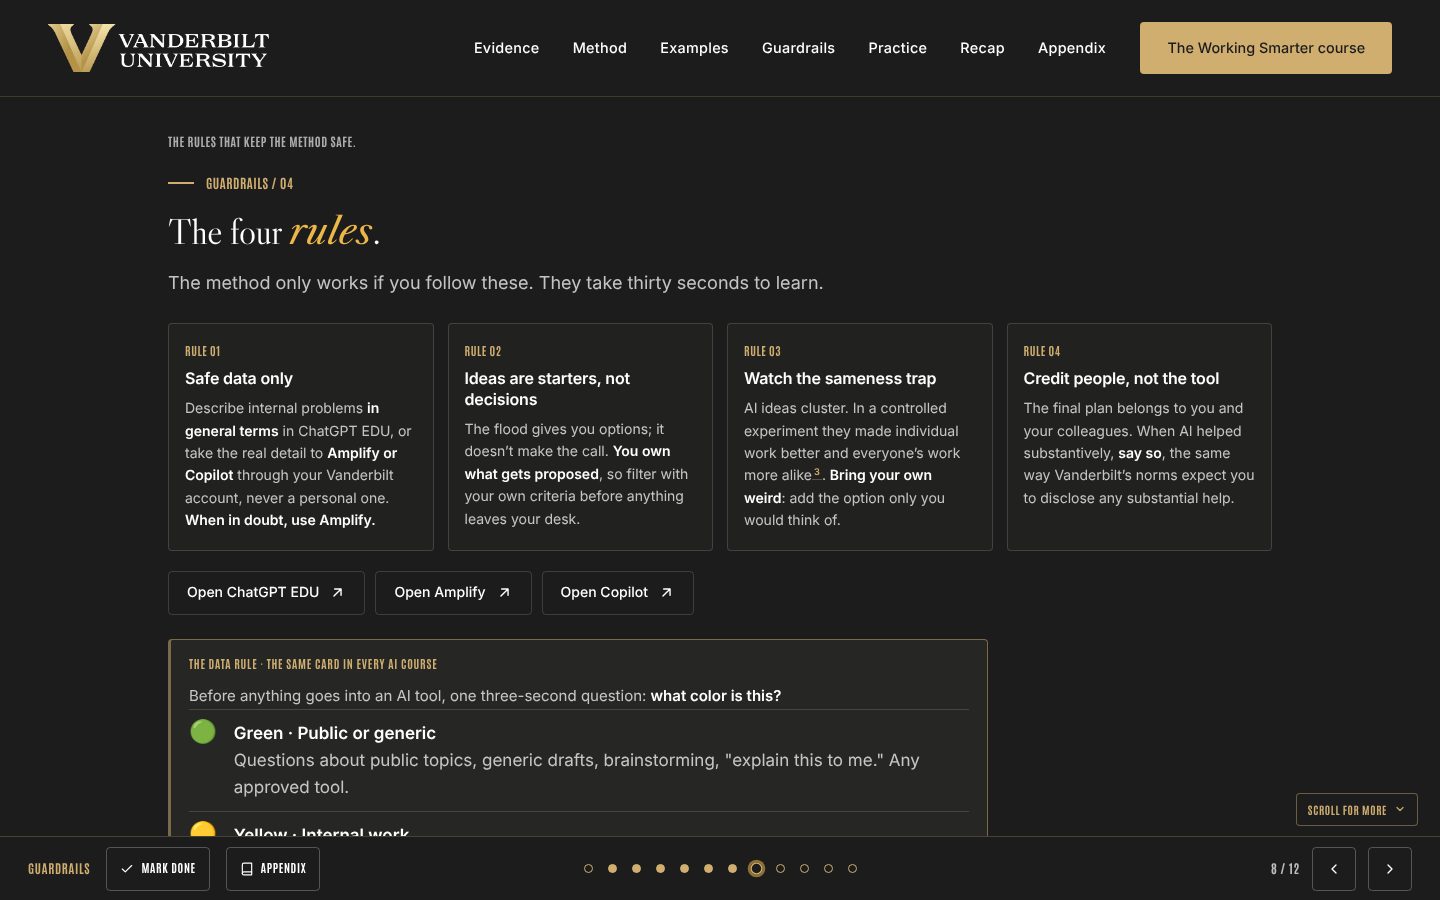 VANDERBILT
UNIVERSITY
Evidence
Method
Examples
Guardrails
Practice
Recap
Appendix
The Working Smarter course
THE RULES THAT KEEP THE METHOD SAFE.
GUARDRAILS / 04
The four rules.
The method only works if you follow these. They take thirty seconds to learn.
RULE 01
Safe data only
Describe internal problems in
general terms in ChatGPT EDU, or
take the real detail to Amplify or
Copilot through your Vanderbilt
account, never a personal one.
When in doubt, use Amplify.
RULE 02
Ideas are starters, not
decisions
The flood gives you options; it
doesn’t make the call. You own
what gets proposed, so filter with
your own criteria before anything
leaves your desk.
RULE 03
Watch the sameness trap
AI ideas cluster. In a controlled
experiment they made individual
work better and everyone’s work
more alike³. Bring your own
weird: add the option only you
would think of.
RULE 04
Credit people, not the tool
The final plan belongs to you and
your colleagues. When AI helped
substantively, say so, the same
way Vanderbilt’s norms expect you
to disclose any substantial help.
Open ChatGPT EDU
Open Amplify
Open Copilot
THE DATA RULE · THE SAME CARD IN EVERY AI COURSE
Before anything goes into an AI tool, one three-second question: what color is this?
Green · Public or generic
Questions about public topics, generic drafts, brainstorming, "explain this to me." Any
approved tool.
Yellow · Internal work
SCROLL FOR MORE
GUARDRAILS
MARK DONE
APPENDIX
8 / 12